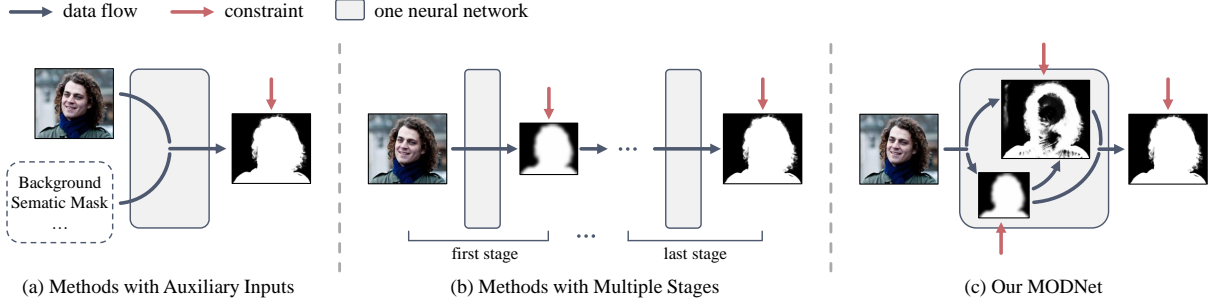 data flow
constraint
one neural network
Background
Sematic Mask
...
(a) Methods with Auxiliary Inputs
...
...
first stage
last stage
(b) Methods with Multiple Stages
(c) Our MODNet